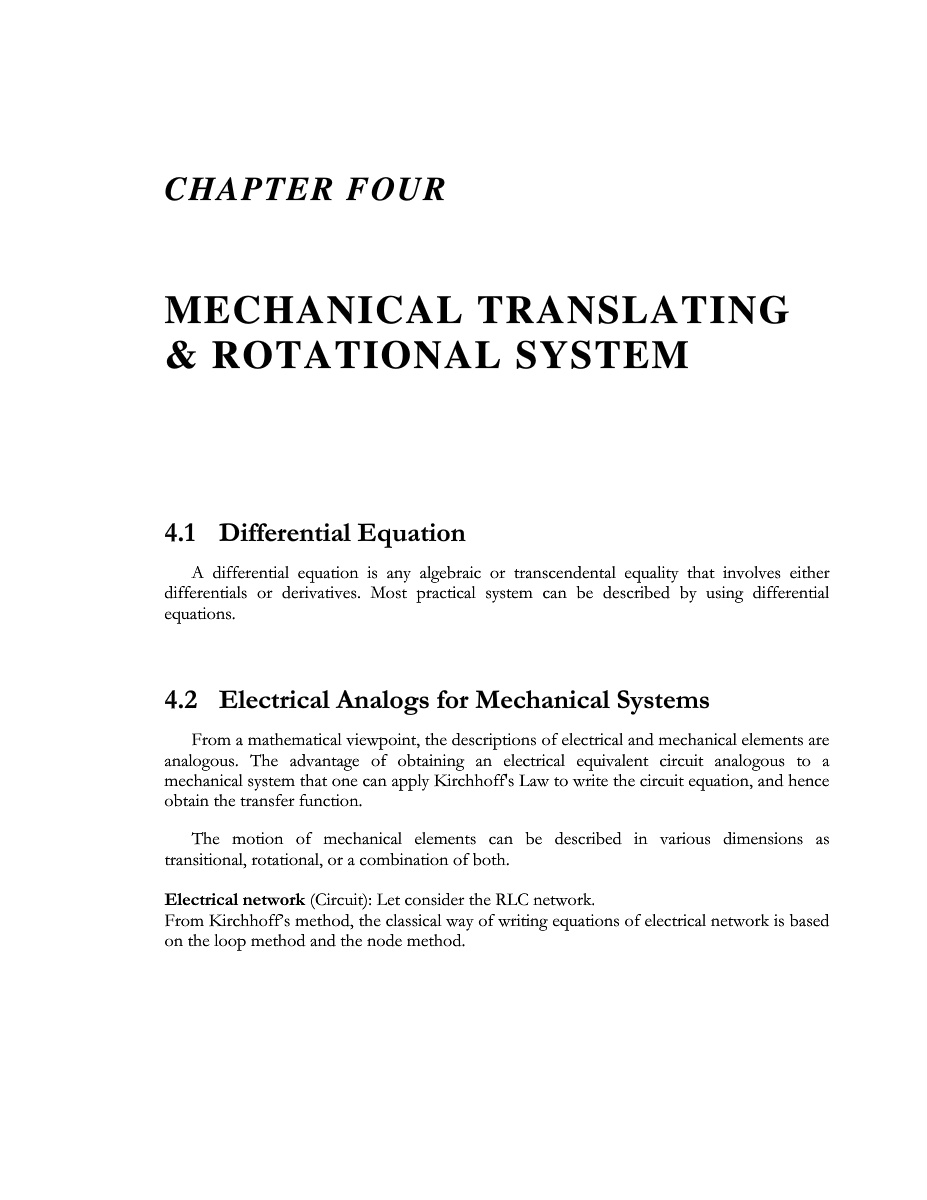 CHAPTER FOUR
MECHANICAL TRANSLATING
& ROTATIONAL SYSTEM
4.1 Differential Equation
A differential equation is any algebraic or transcendental equality that involves either
differentials or derivatives. Most practical system can be described by using differential
equations.
4.2 Electrical Analogs for Mechanical Systems
From a mathematical viewpoint, the descriptions of electrical and mechanical elements are
analogous. The advantage of obtaining an electrical equivalent circuit analogous to a
mechanical system that one can apply Kirchhoff's Law to write the circuit equation, and hence
obtain the transfer function.
The motion of mechanical elements can be described in various dimensions as
transitional, rotational, or a combination of both.
Electrical network (Circuit): Let consider the RLC network.
From Kirchhoff's method, the classical way of writing equations of electrical network is based
on the loop method and the node method.